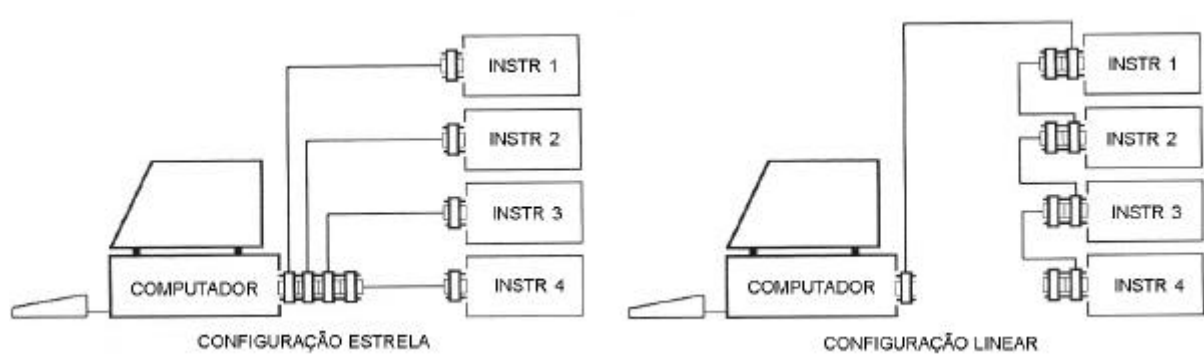 INSTR 1
INSTR 2
INSTR 3
INSTR 4
COMPUTADOR
CONFIGURAÇÃO ESTRELA
INSTR 1
INSTR 2
INSTR 3
INSTR 4
COMPUTADOR
CONFIGURAÇÃO LINEAR